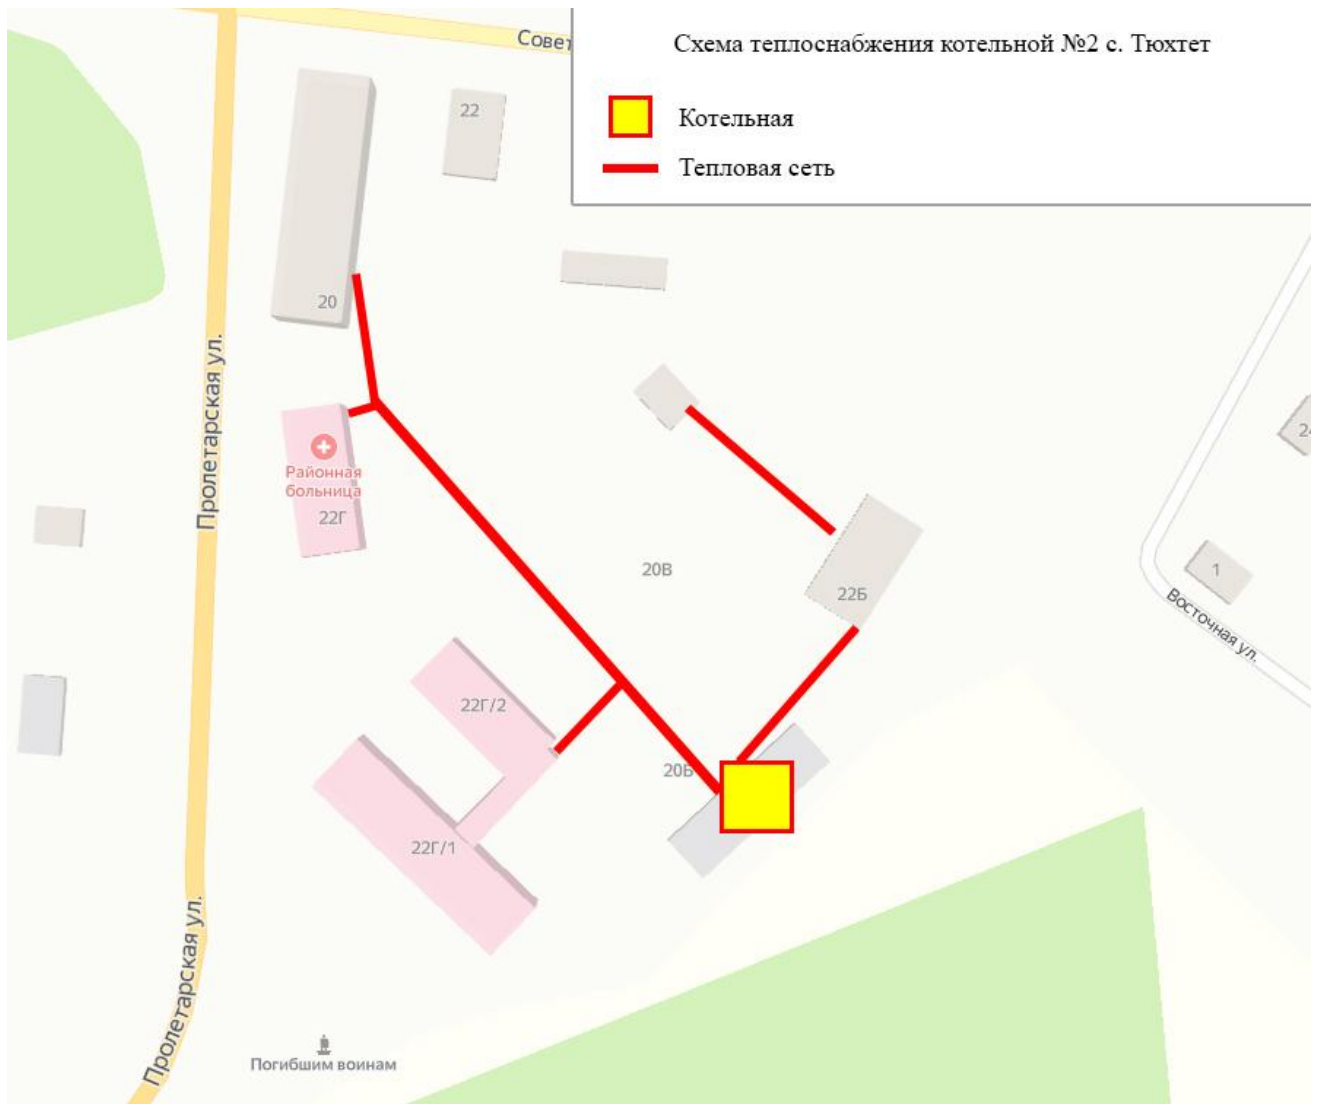 Совет
Схема теплоснабжения котельной №2 с. Тюхтет
Котельная
Тепловая сеть
22
20
Пролетарская ул.
Районная
больница
22Г
24
20В
22Б
1
Восточная ул.
22Г/2
20Б
22Г/1
Пролетарская ул.
Погибшим воинам